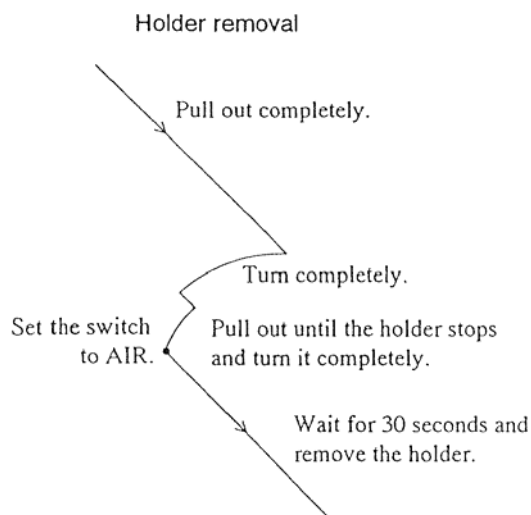 Holder removal
Pull out completely.
Turn completely.
Set the switch
to AIR.
Pull out until the holder stops
and turn it completely.
Wait for 30 seconds and
remove the holder.